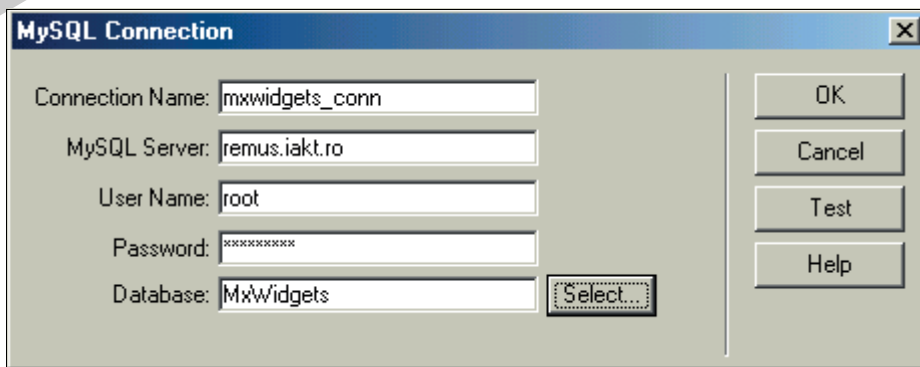 MySQL Connection
Connection Name: mxwidgets_conn
OK
MySQL Server: remus.iakt.ro
Cancel
User Name: root
Test
Password: *********
Help
Database: MxWidgets Select...